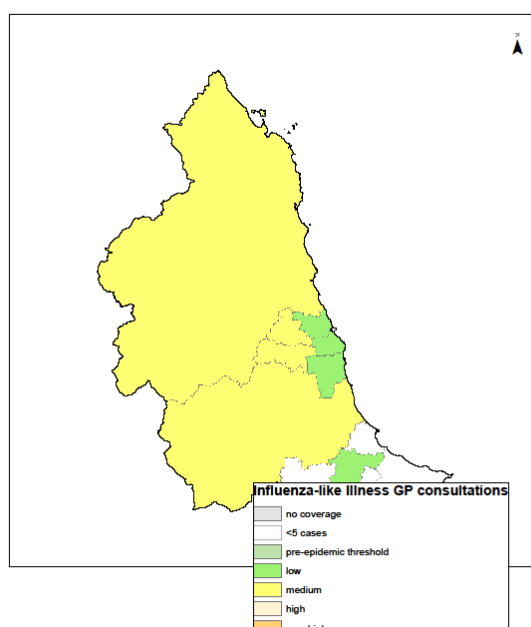 N
Influenza-like Illness GP consultations
no coverage
<5 cases
pre-epidemic threshold
low
medium
high